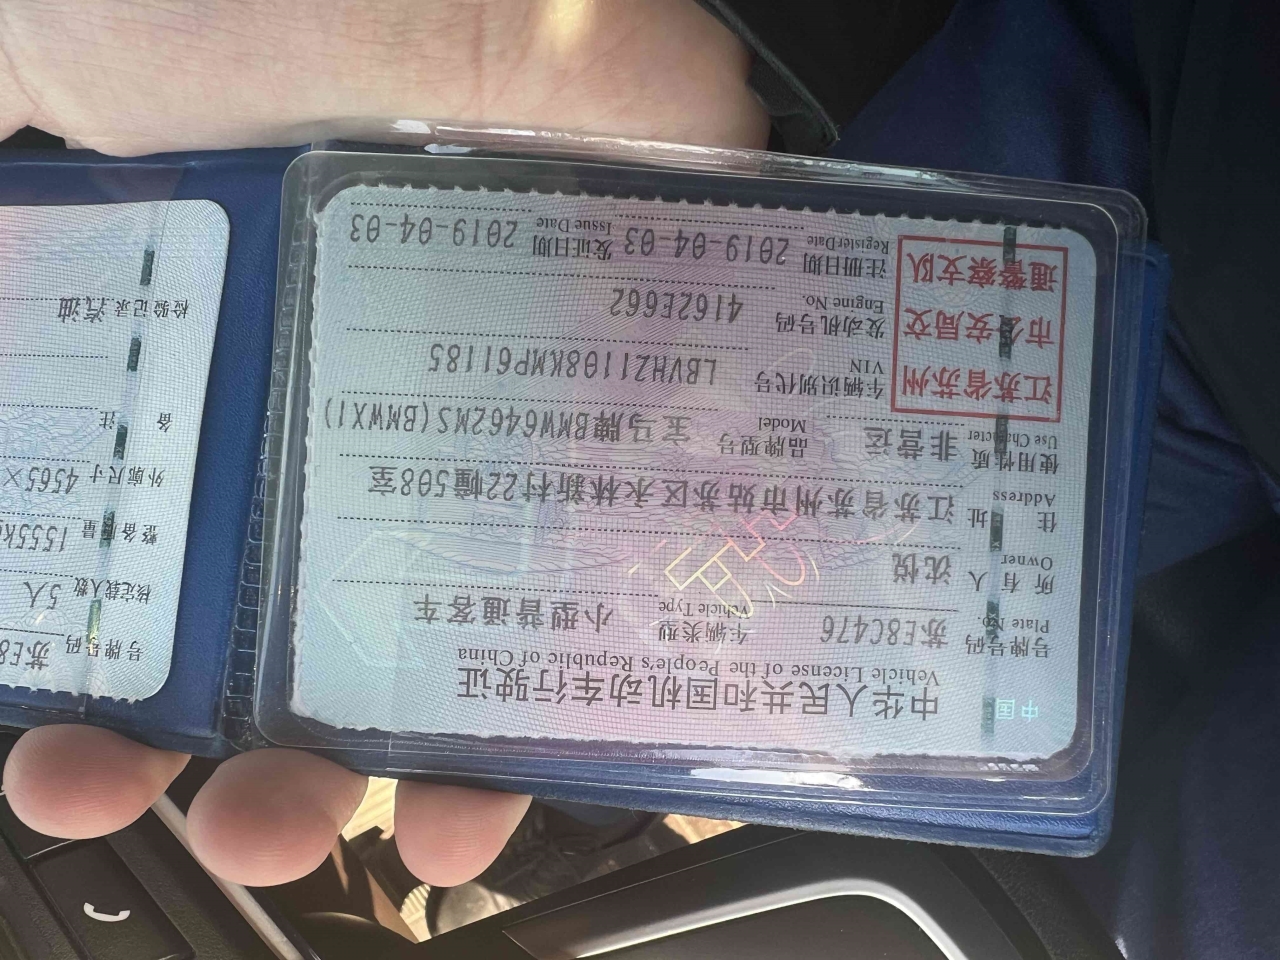 中华人民共和国机动车行驶证
Vehicle License of the People's Republic of China
中国
号牌号码 苏E8C476 车辆类型 小型普通客车
Plate No. Vehicle Type
所有人 沈悦
Owner
住址 江苏省苏州市姑苏区永林新村22幢508室
Address
使用性质 非营运 品牌型号 宝马牌BMW6462MS(BMWX1)
Use Character Model
车辆识别代号 LBVHZ1108KMP61185
VIN
发动机号码 4162E662
Engine No.
注册日期 2019-04-03 发证日期 2019-04-03
Register Date Issue Date
江苏省苏州
市公安局交
通警察支队
号牌号码 苏E8
核定载人数 5人
整备质量 1555k
外廓尺寸 4565×
备注
检验记录 汽油